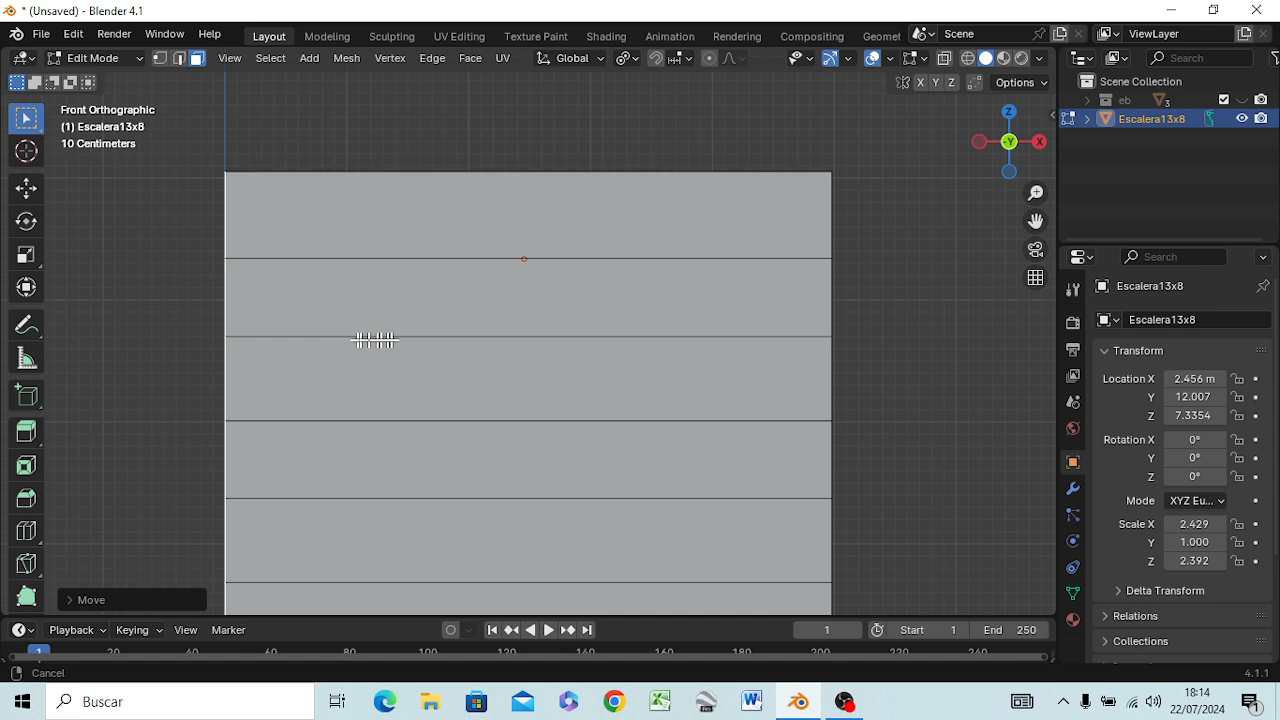 * (Unsaved) - Blender 4.1
File Edit Render Window Help Layout Modeling Sculpting UV Editing Texture Paint Shading Animation Rendering Compositing Geomet Scene ViewLayer
Edit Mode View Select Add Mesh Vertex Edge Face UV Global Search
X Y Z Options
Scene Collection
eb 3
Escalera13x8
Front Orthographic
(1) Escalera13x8
10 Centimeters
Z
-Y X
Search
Escalera13x8
Escalera13x8
Transform
Location X 2.456 m
Y 12.007
Z 7.3354
Rotation X 0°
Y 0°
Z 0°
Mode XYZ Eu...
Scale X 2.429
Y 1.000
Z 2.392
Delta Transform
Relations
Collections
Move
Playback Keying View Marker 1 Start 1 End 250
1 20 40 60 80 100 120 140 160 180 200 220 240
Cancel 4.1.1
Buscar
18:14
22/07/2024
1